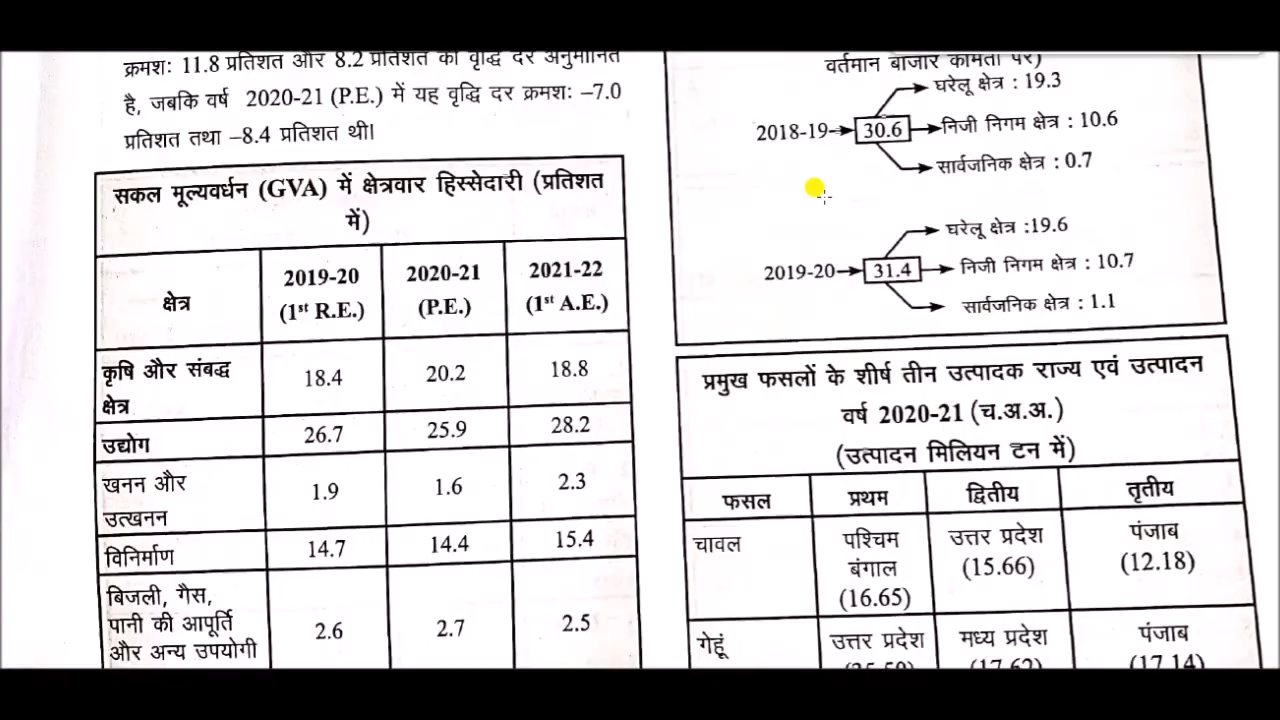 क्रमशः 11.8 प्रतिशत और 8.2 प्रतिशत की वृद्धि दर अनुमानित
है, जबकि वर्ष 2020-21 (P.E.) में यह वृद्धि दर क्रमशः –7.0
प्रतिशत तथा –8.4 प्रतिशत थी।
सकल मूल्यवर्धन (GVA) में क्षेत्रवार हिस्सेदारी (प्रतिशत
में)
क्षेत्र 2019-20 (1st R.E.) 2020-21 (P.E.) 2021-22 (1st A.E.)
कृषि और संबद्ध क्षेत्र 18.4 20.2 18.8
उद्योग 26.7 25.9 28.2
खनन और उत्खनन 1.9 1.6 2.3
विनिर्माण 14.7 14.4 15.4
बिजली, गैस, पानी की आपूर्ति और अन्य उपयोगी 2.6 2.7 2.5
वर्तमान बाजार कीमतों पर)
घरेलू क्षेत्र : 19.3
2018-19 30.6 निजी निगम क्षेत्र : 10.6
सार्वजनिक क्षेत्र : 0.7
घरेलू क्षेत्र :19.6
2019-20 31.4 निजी निगम क्षेत्र : 10.7
सार्वजनिक क्षेत्र : 1.1
प्रमुख फसलों के शीर्ष तीन उत्पादक राज्य एवं उत्पादन
वर्ष 2020-21 (च.अ.अ.)
(उत्पादन मिलियन टन में)
फसल प्रथम द्वितीय तृतीय
चावल पश्चिम बंगाल (16.65) उत्तर प्रदेश (15.66) पंजाब (12.18)
गेहूं उत्तर प्रदेश मध्य प्रदेश (17.62) पंजाब (17.14)